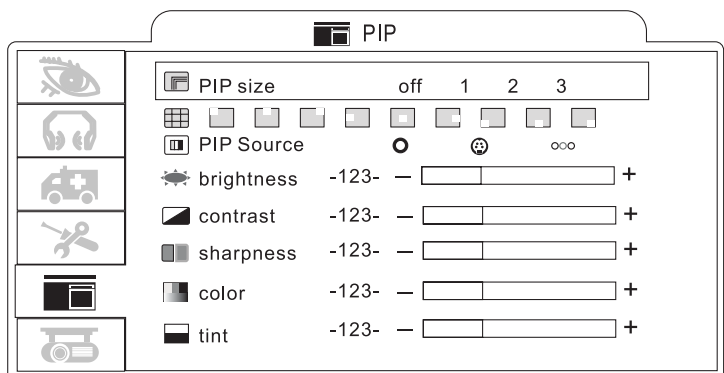 PIP
PIP size off 1 2 3
PIP Source
brightness -123- — +
contrast -123- — +
sharpness -123- — +
color -123- — +
tint -123- — +